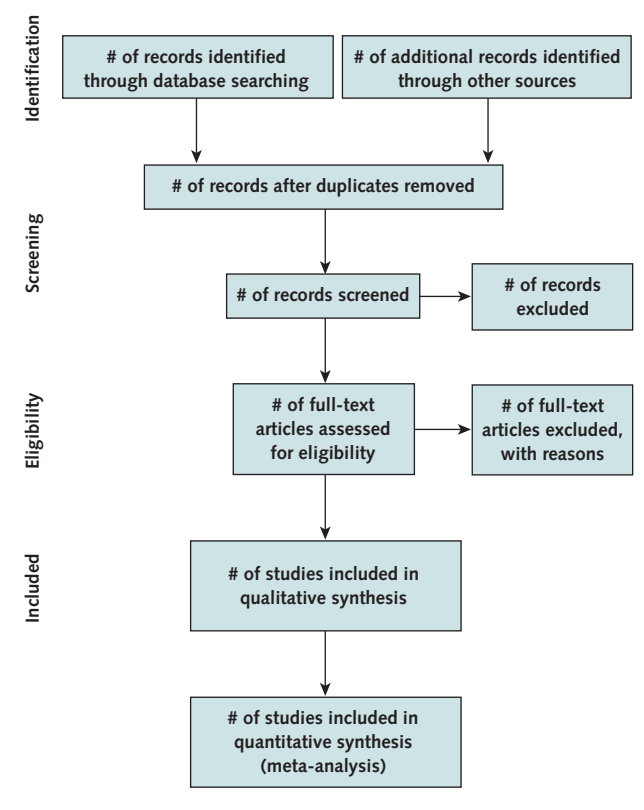 Identification
# of records identified
through database searching
# of additional records identified
through other sources
# of records after duplicates removed
Screening
# of records screened
# of records
excluded
Eligibility
# of full-text
articles assessed
for eligibility
# of full-text
articles excluded,
with reasons
Included
# of studies included in
qualitative synthesis
# of studies included in
quantitative synthesis
(meta-analysis)